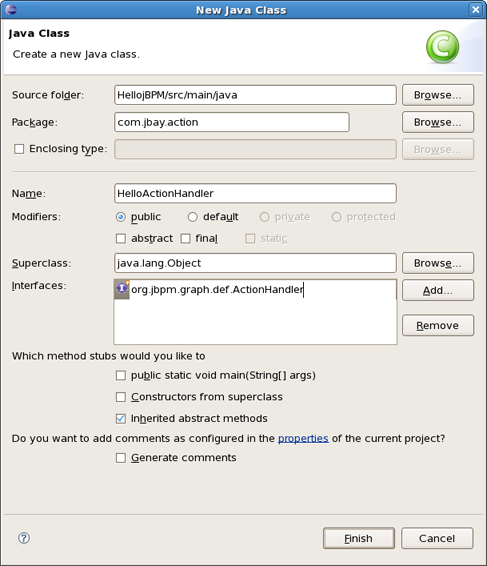 New Java Class
Java Class
Create a new Java class.
C
Source folder: HellojBPM/src/main/java Browse...
Package: com.jbay.action Browse...
Enclosing type: Browse...
Name: HelloActionHandler
Modifiers: public default private protected
abstract final static
Superclass: java.lang.Object Browse...
Interfaces: org.jbpm.graph.def.ActionHandler Add...
Remove
Which method stubs would you like to
public static void main(String[] args)
Constructors from superclass
Inherited abstract methods
Do you want to add comments as configured in the properties of the current project?
Generate comments
? Finish Cancel